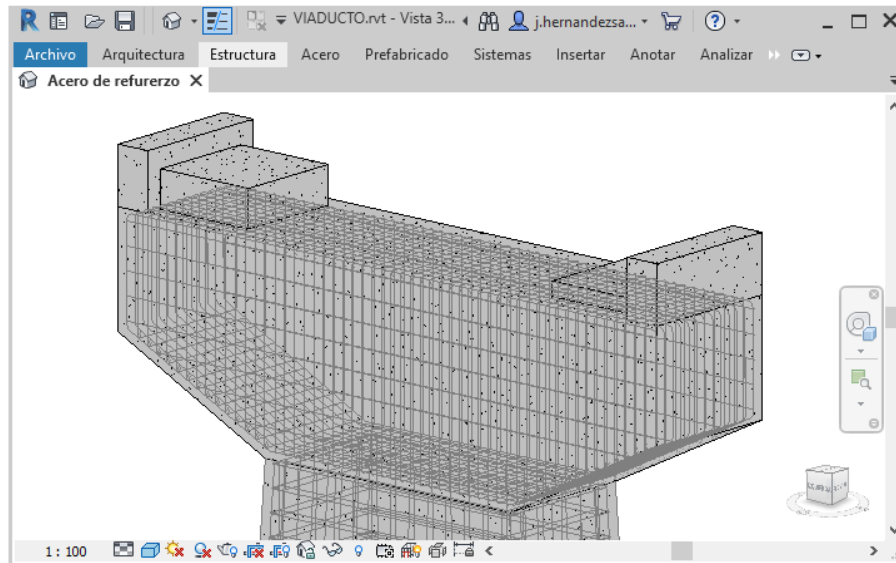 VIADUCTO.rvt - Vista 3... j.hernandezsa...
Archivo Arquitectura Estructura Acero Prefabricado Sistemas Insertar Anotar Analizar
Acero de refurerzo
1 : 100